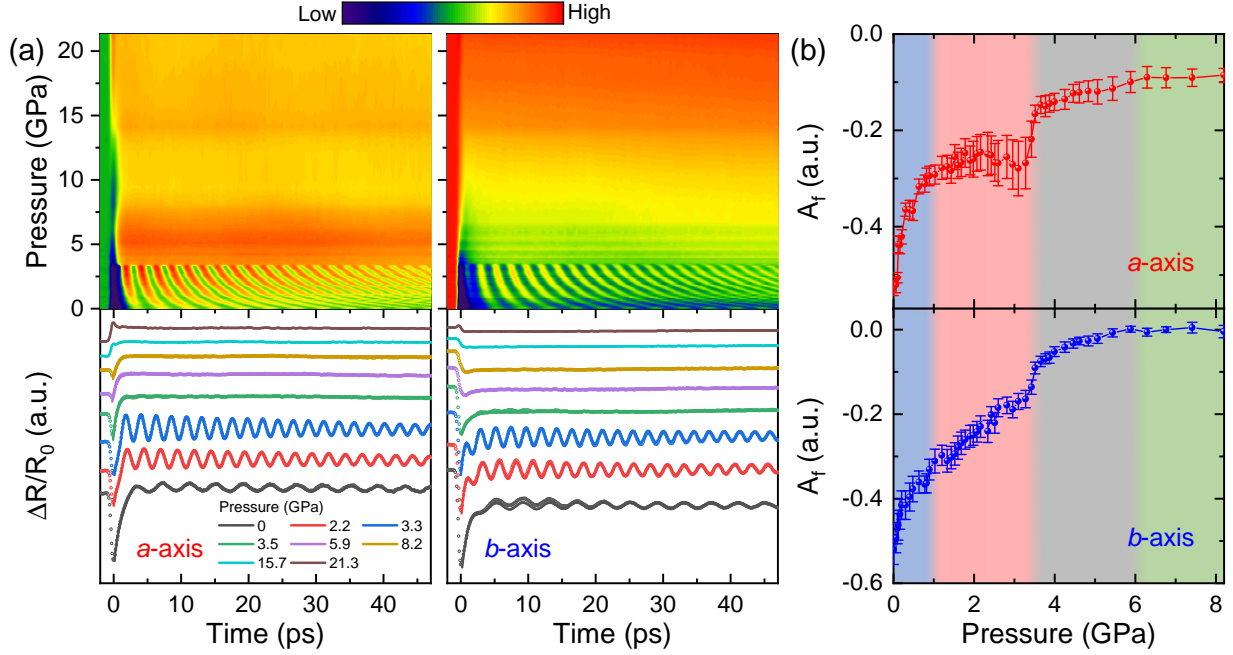 Low High
(a)
Pressure (GPa)
20
15
10
5
0
ΔR/R0 (a.u.)
Pressure (GPa)
0 2.2 3.3
3.5 5.9 8.2
15.7 21.3
a-axis
b-axis
0 10 20 30 40
0 10 20 30 40
Time (ps)
Time (ps)
(b)
0.0
-0.2
-0.4
Af (a.u.)
a-axis
0.0
-0.2
-0.4
-0.6
Af (a.u.)
b-axis
0 2 4 6 8
Pressure (GPa)